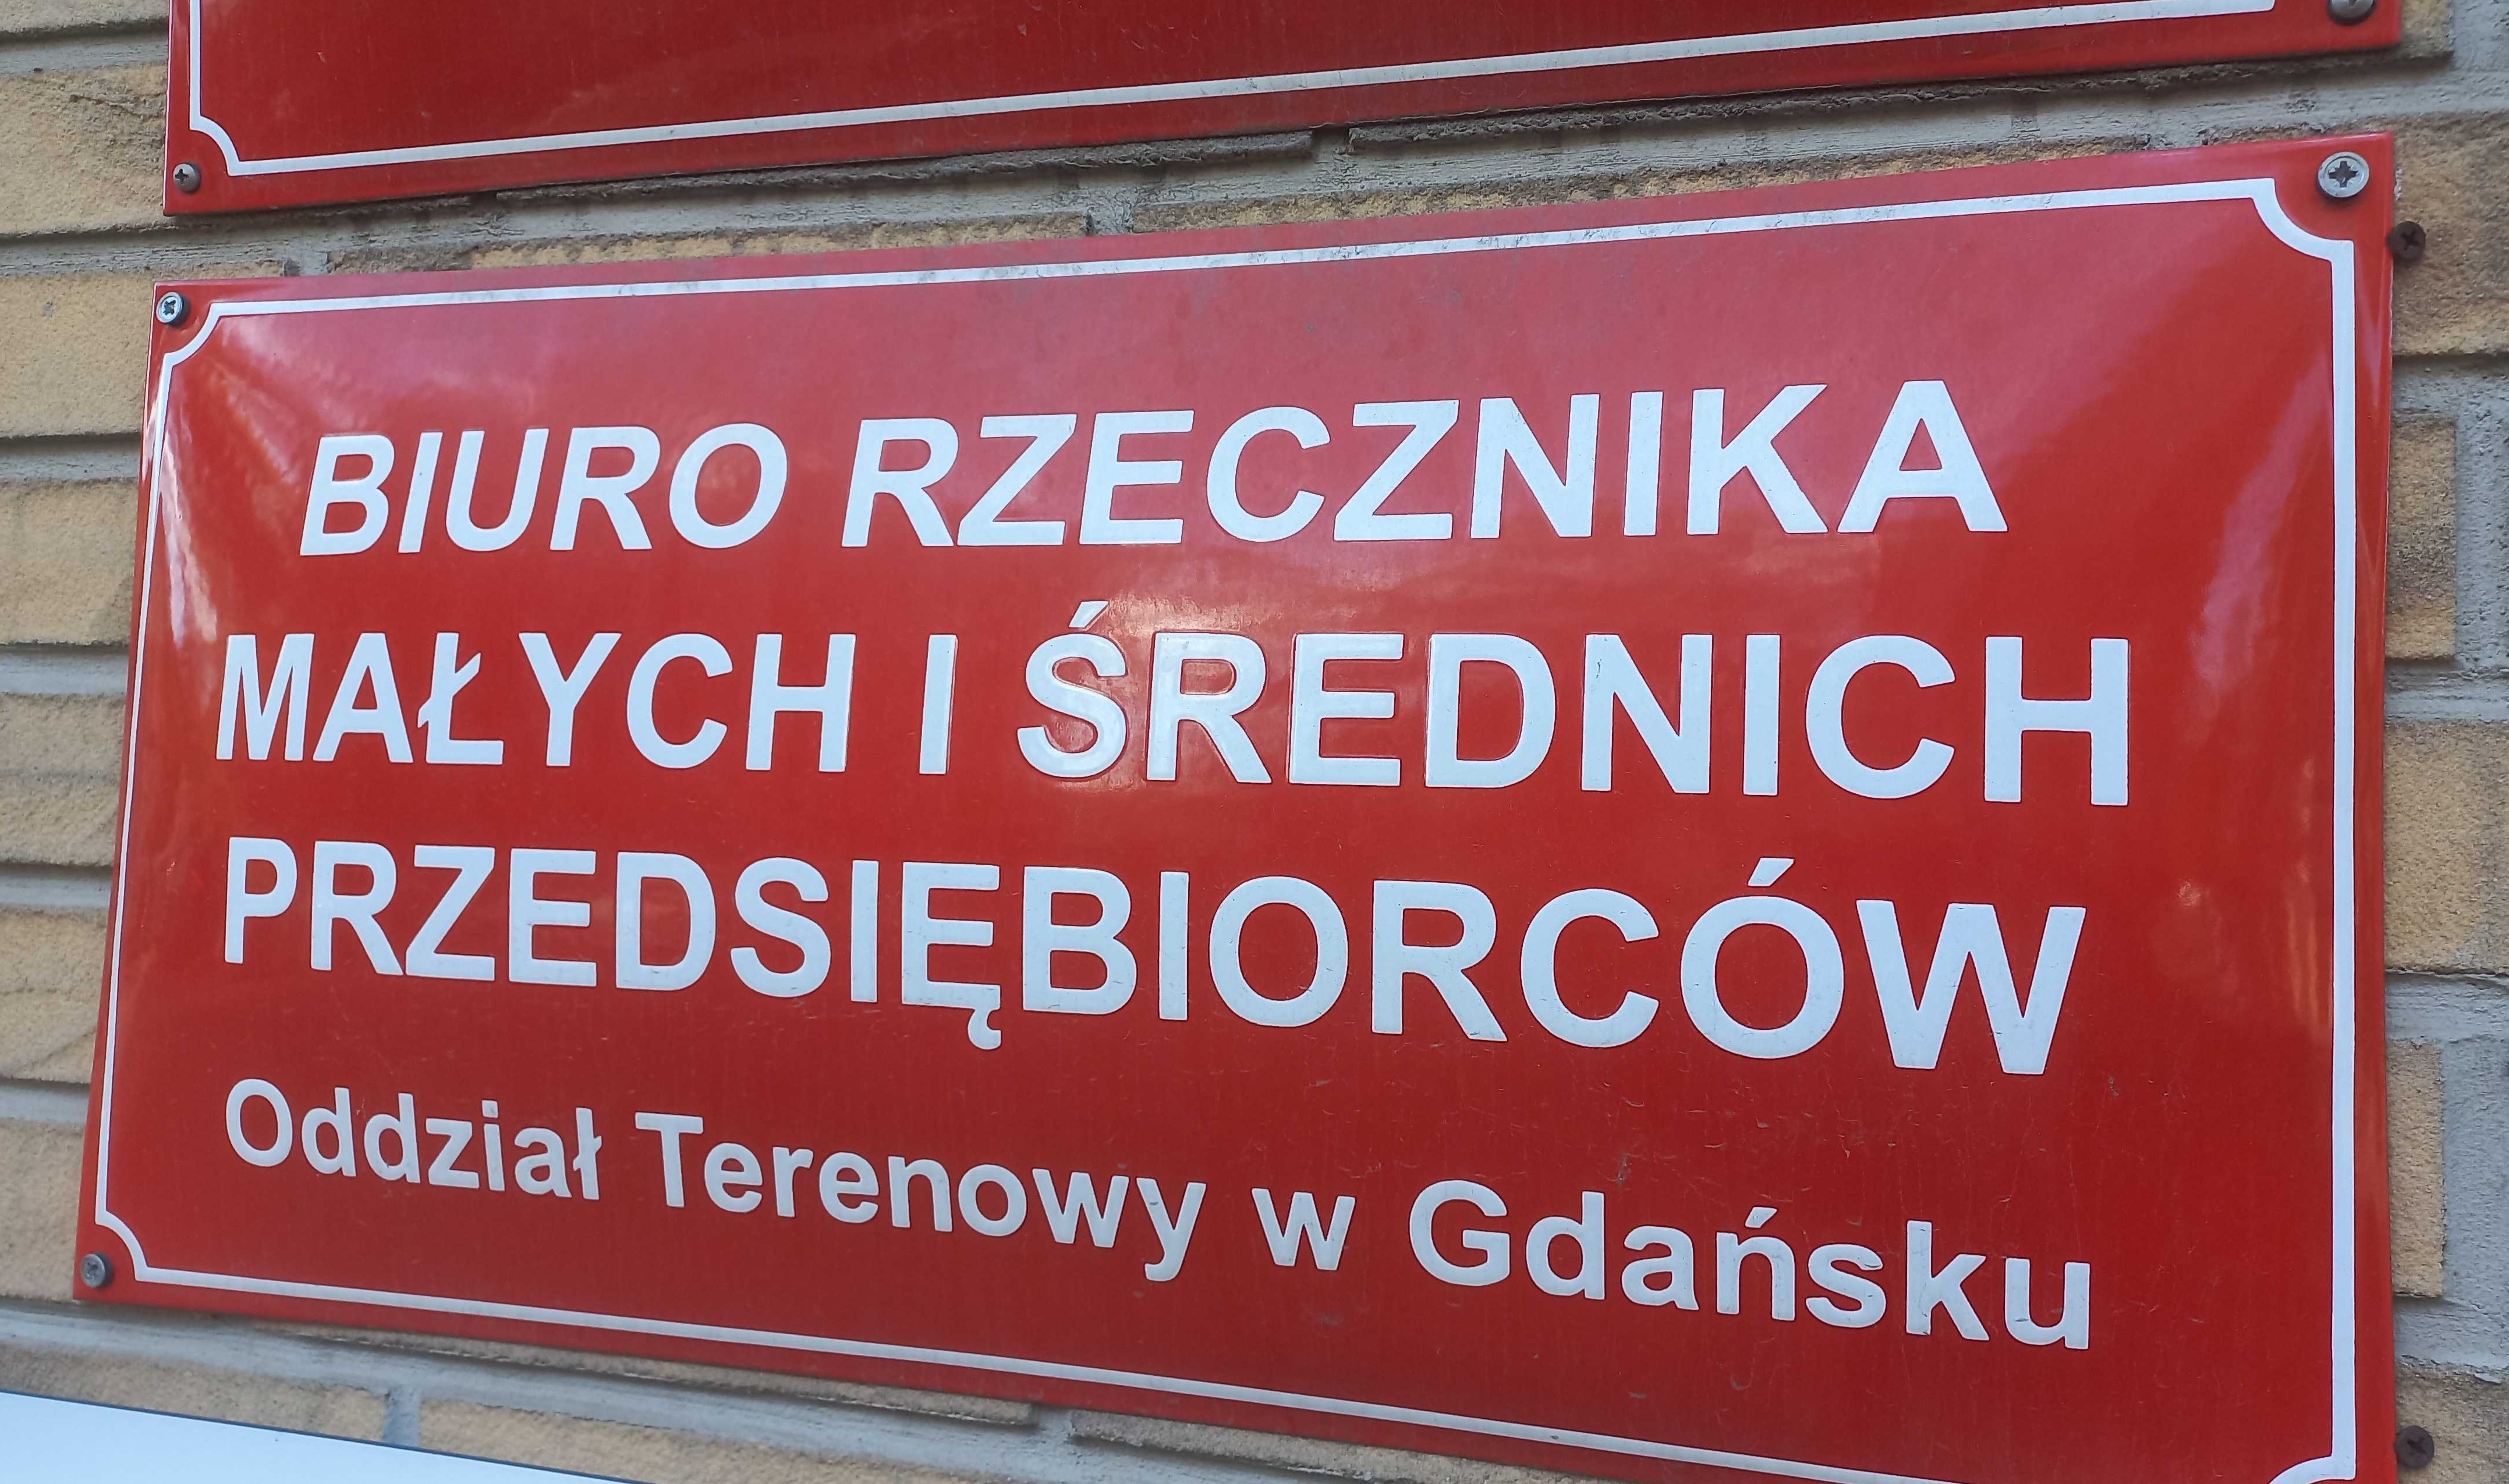 BIURO RZECZNIKA
MAŁYCH I ŚREDNICH
PRZEDSIĘBIORCÓW
Oddział Terenowy w Gdańsku